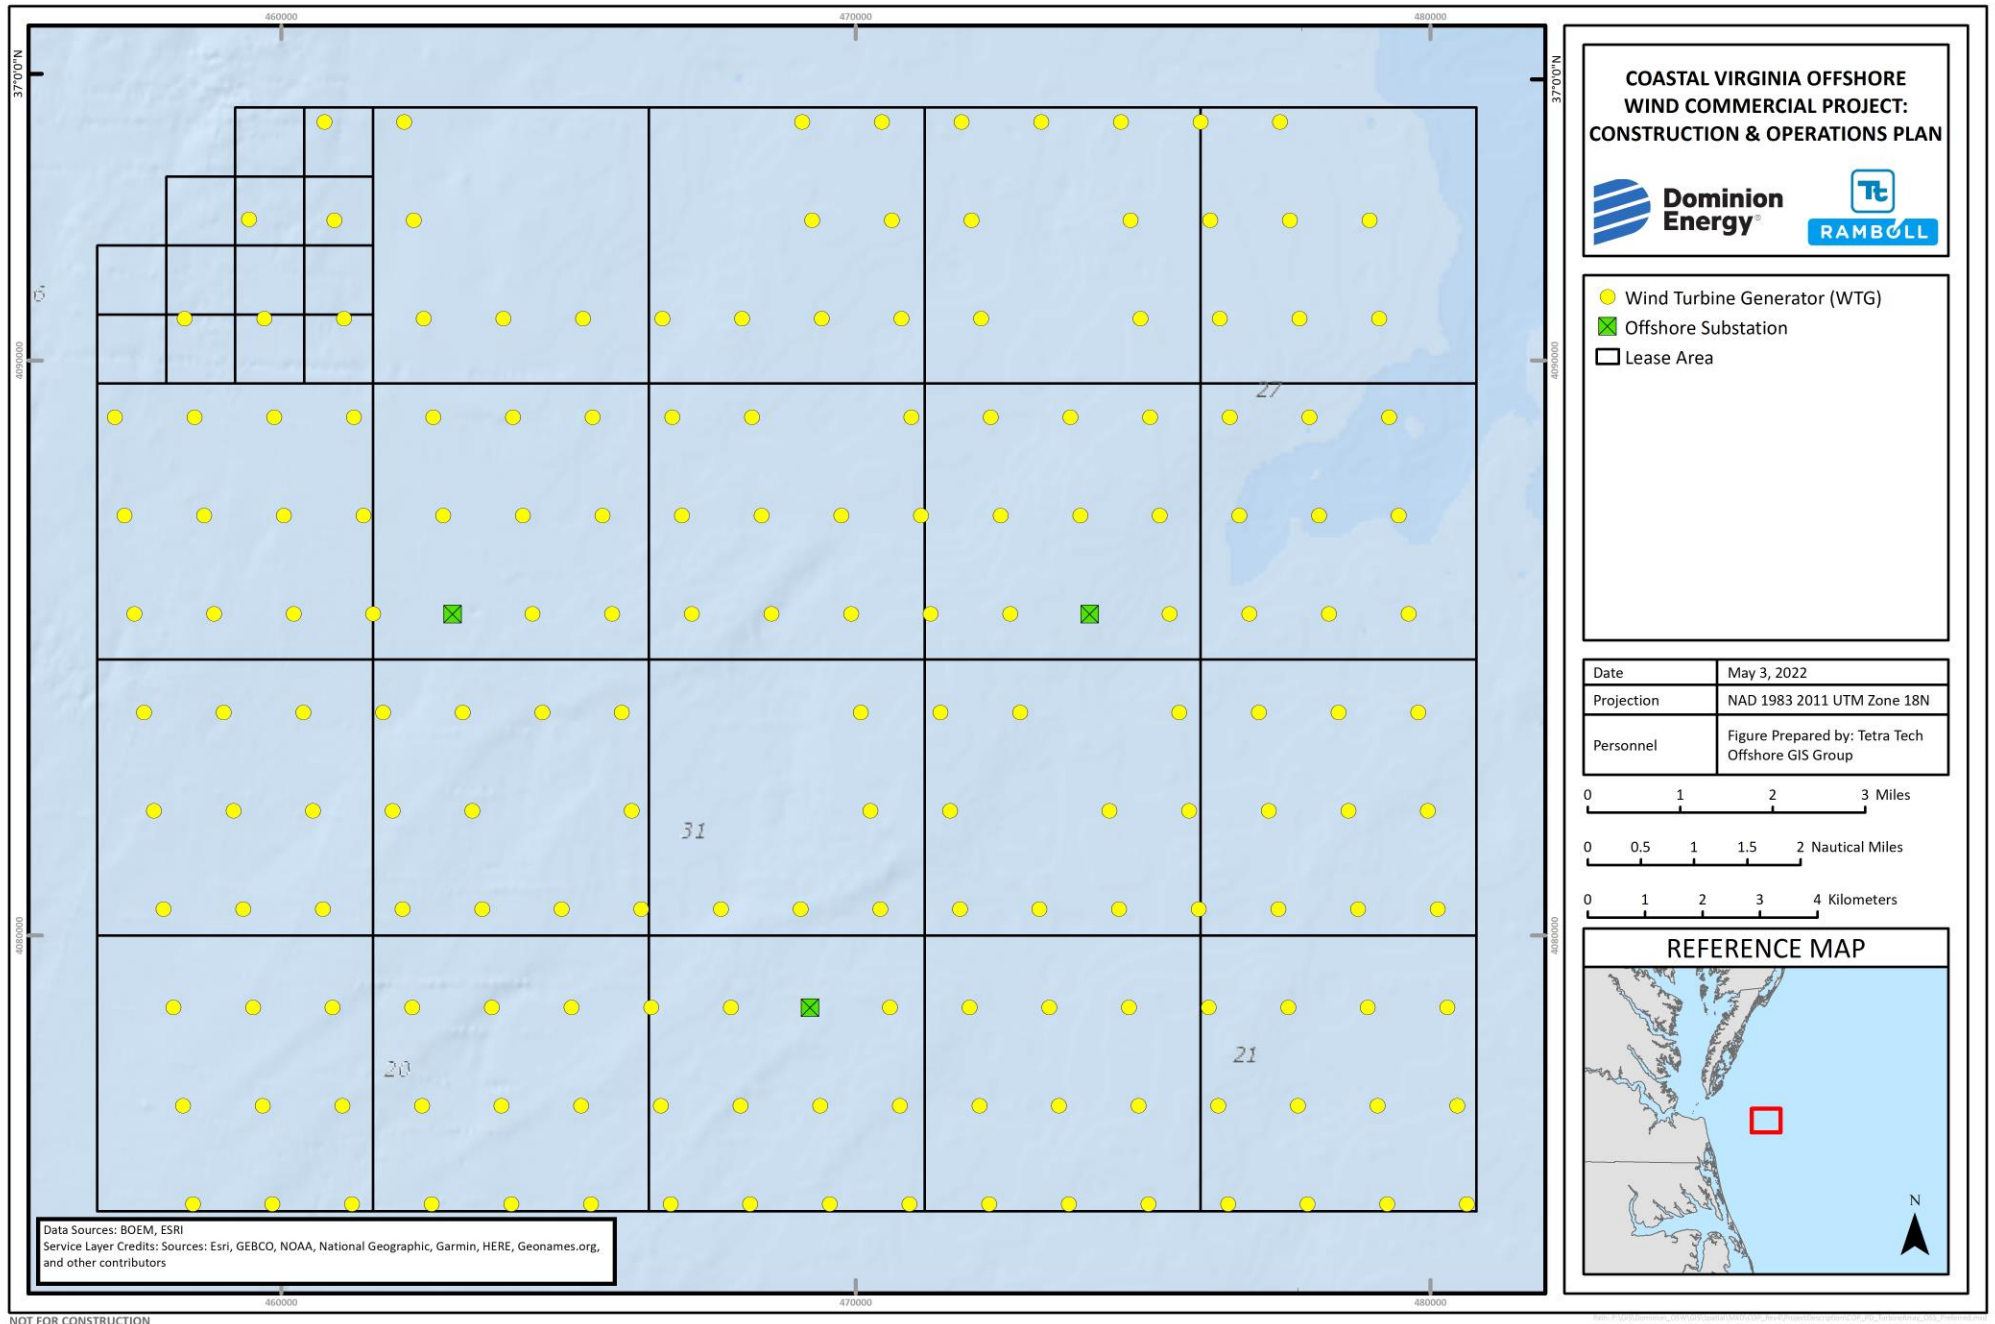 460000
470000
480000
37°0'0"N
37°0'0"N
COASTAL VIRGINIA OFFSHORE
WIND COMMERCIAL PROJECT:
CONSTRUCTION & OPERATIONS PLAN
Dominion
Energy®
Tt
RAMBOLL
Wind Turbine Generator (WTG)
Offshore Substation
Lease Area
6
4090000
4090000
27
31
Date
May 3, 2022
Projection
NAD 1983 2011 UTM Zone 18N
Personnel
Figure Prepared by: Tetra Tech
Offshore GIS Group
0 1 2 3 Miles
0 0.5 1 1.5 2 Nautical Miles
0 1 2 3 4 Kilometers
4080000
4080000
REFERENCE MAP
N
20
21
Data Sources: BOEM, ESRI
Service Layer Credits: Sources: Esri, GEBCO, NOAA, National Geographic, Garmin, HERE, Geonames.org,
and other contributors
460000
470000
480000
NOT FOR CONSTRUCTION